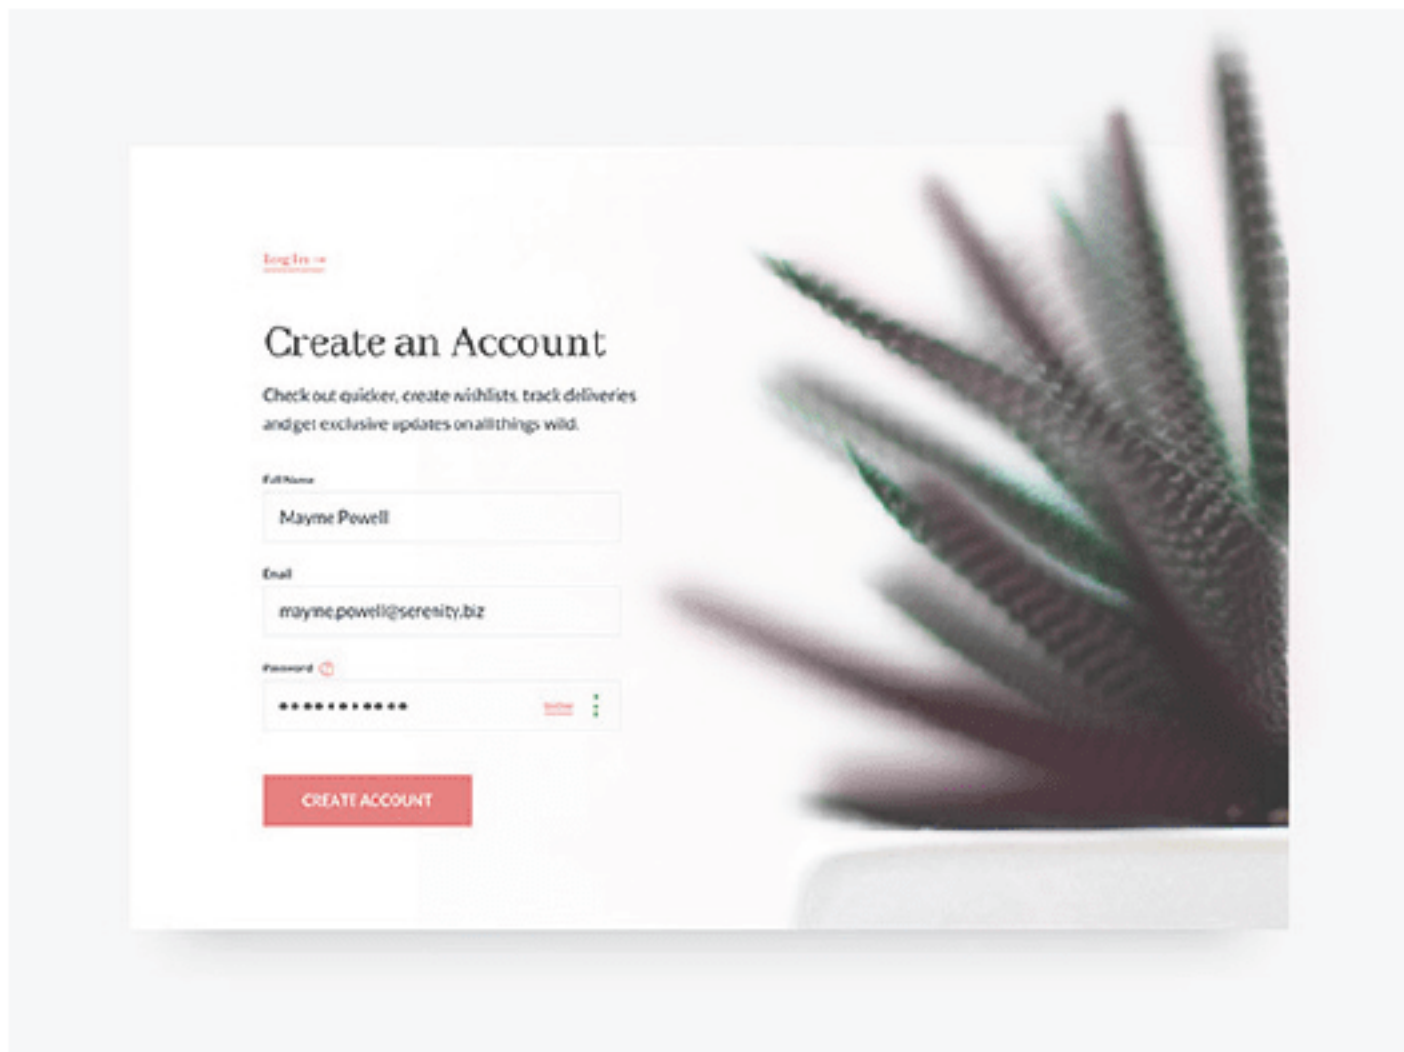 Log In →
Create an Account
Check out quicker, create wishlists, track deliveries
and get exclusive updates on all things wild.
Full Name
Mayme Powell
Email
mayme.powell@serenity.biz
Password
SHOW
CREATE ACCOUNT